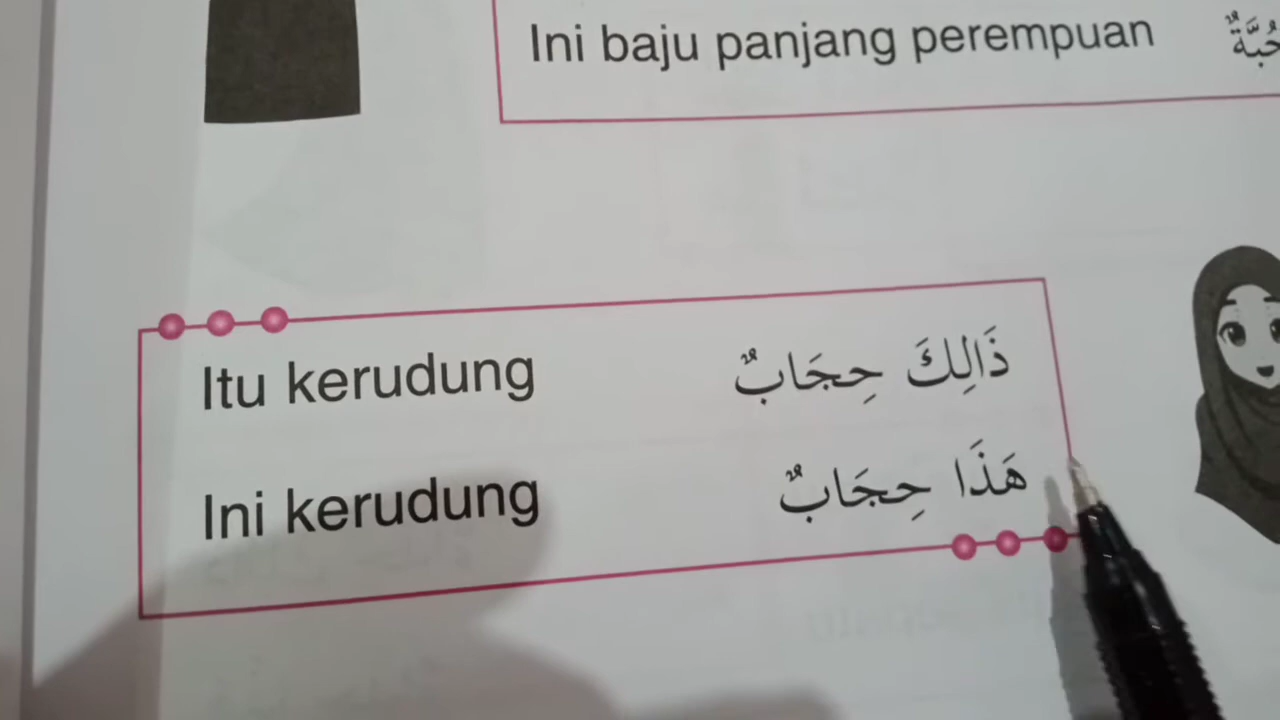 Ini baju panjang perempuan
Itu kerudung ذَالِكَ حِجَابٌ
Ini kerudung هَذَا حِجَابٌ